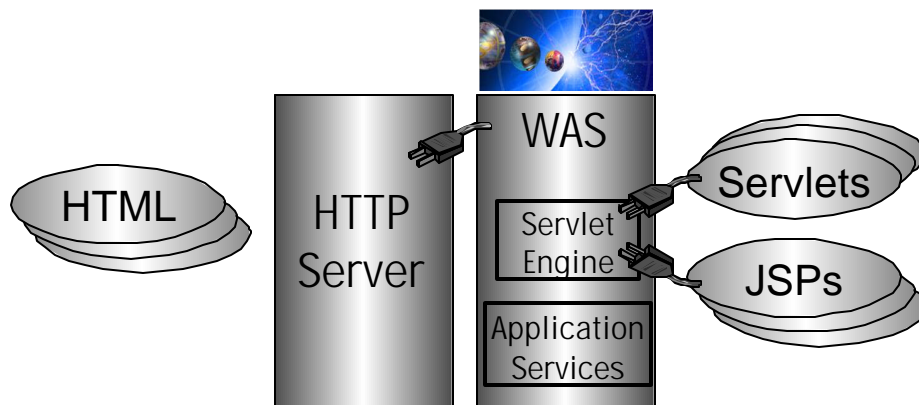 HTML
HTTP
Server
WAS
Servlet
Engine
Application
Services
Servlets
JSPs